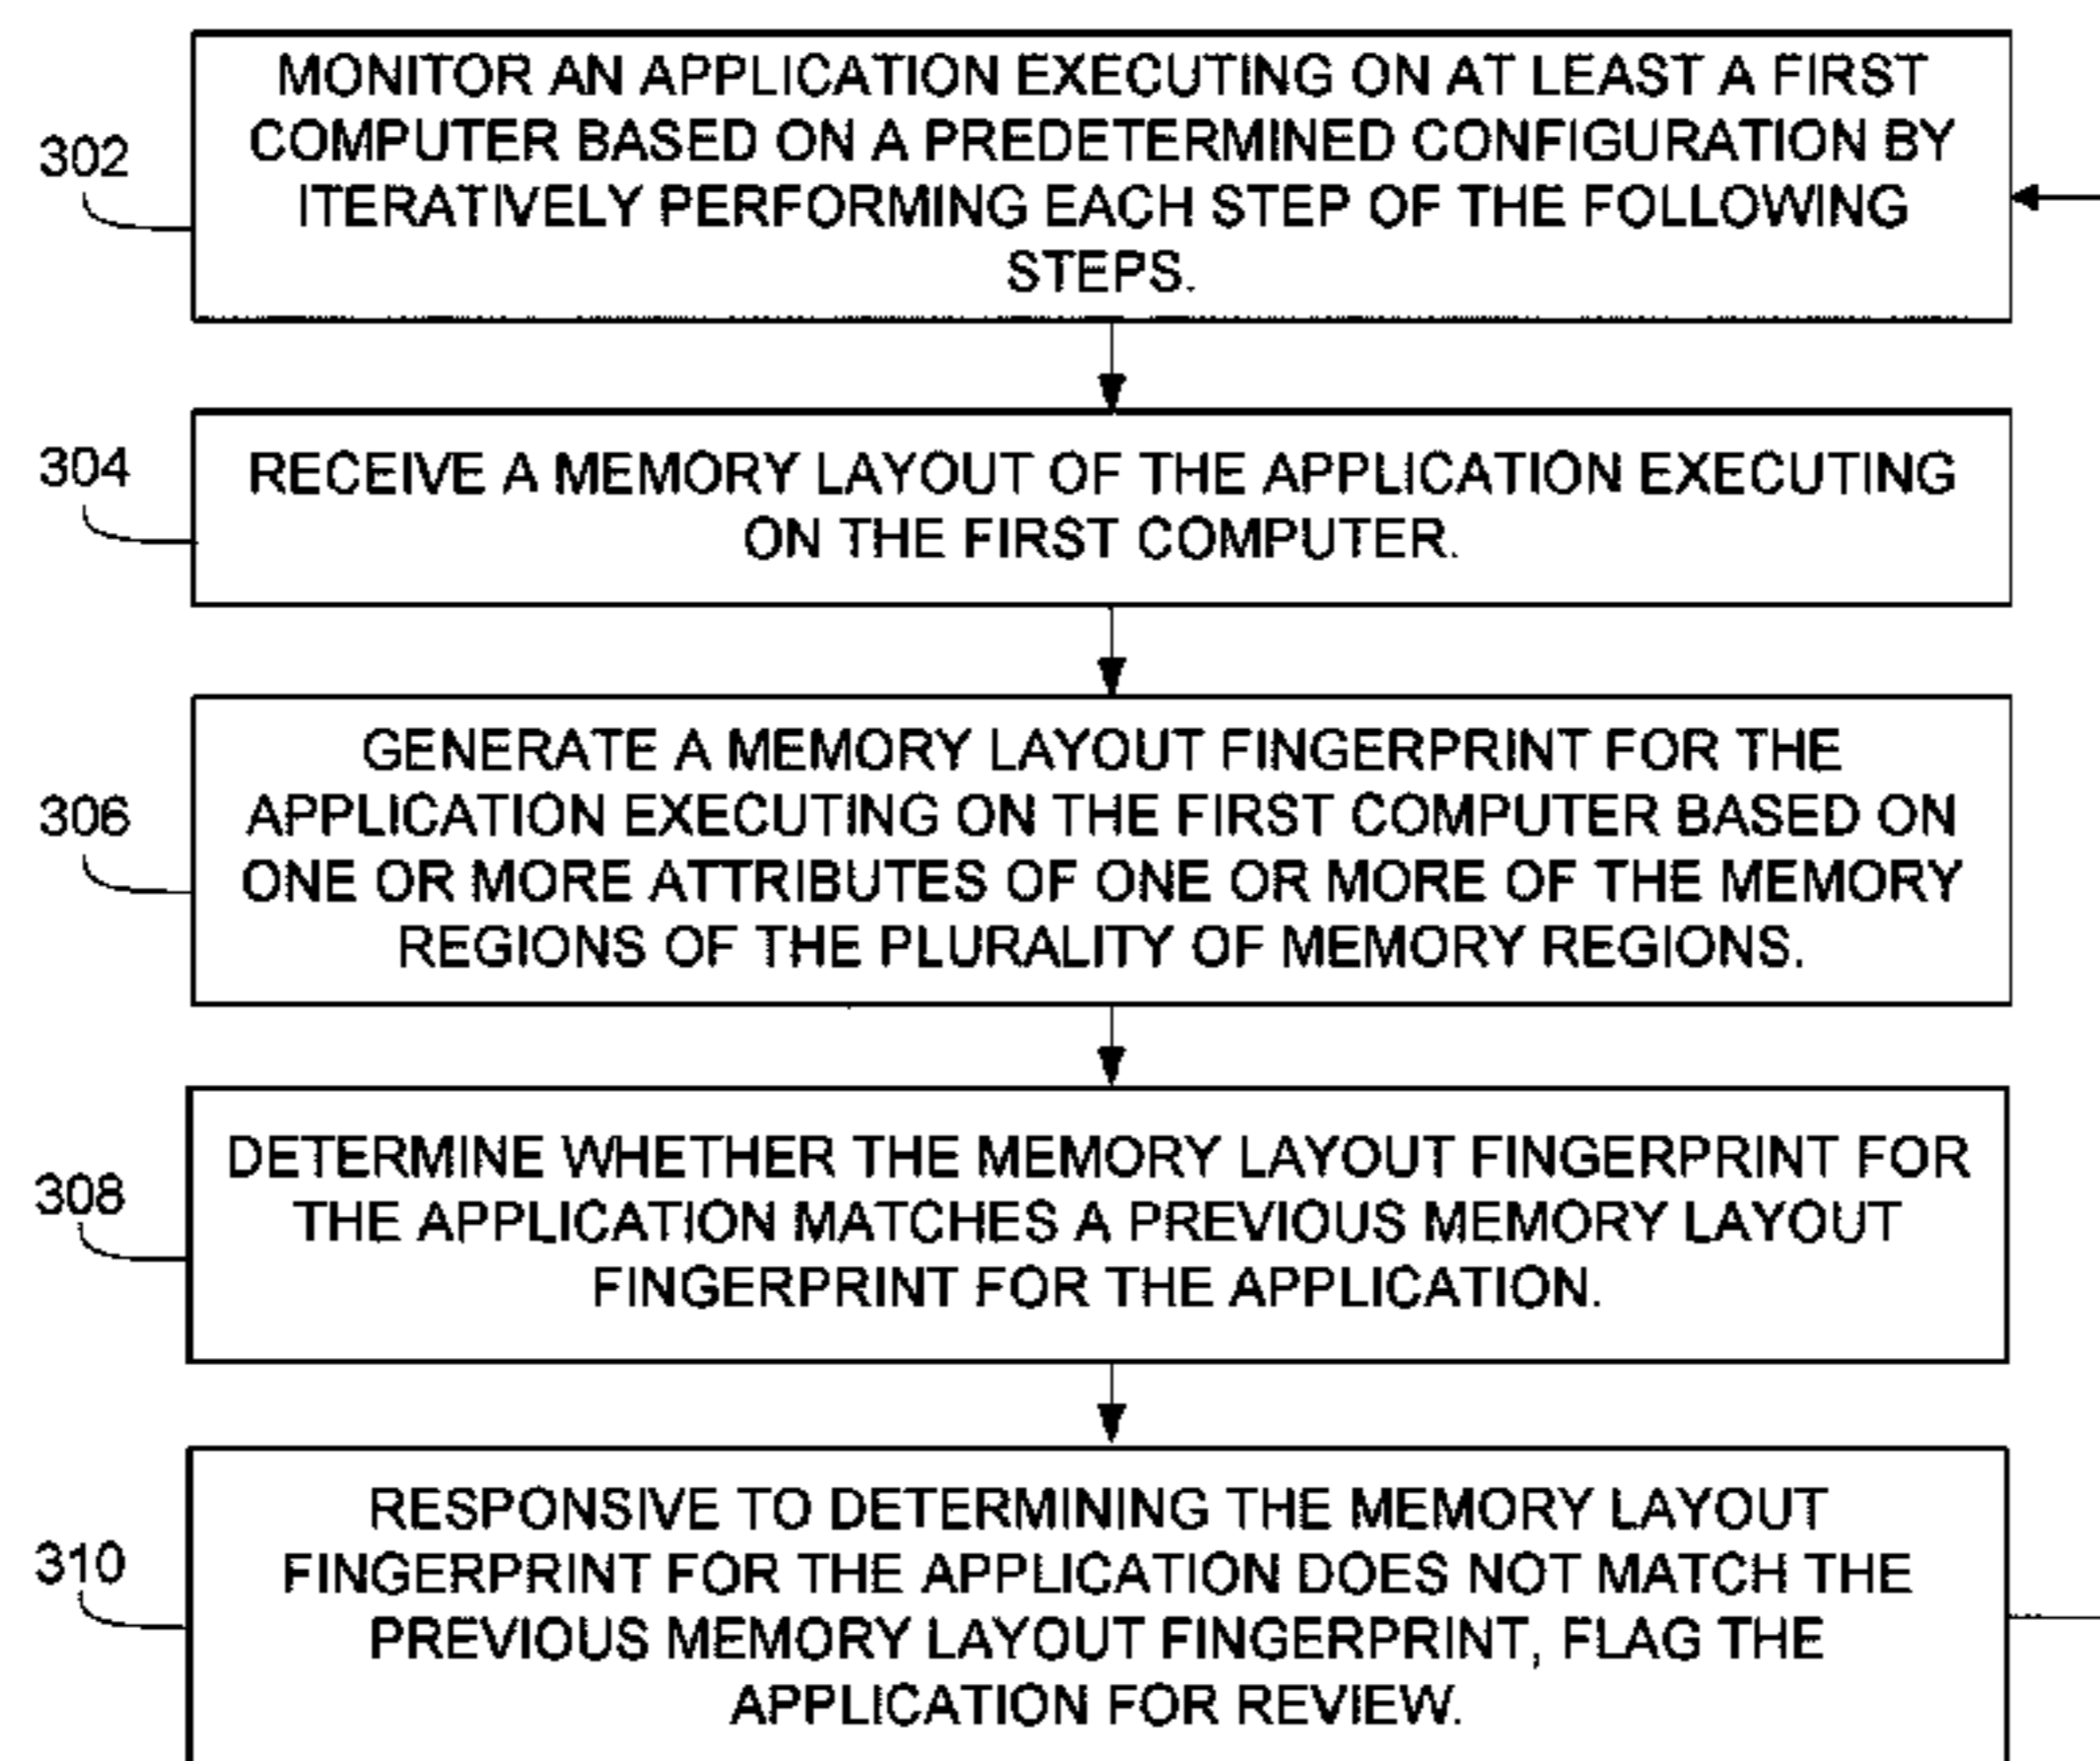 302
MONITOR AN APPLICATION EXECUTING ON AT LEAST A FIRST
COMPUTER BASED ON A PREDETERMINED CONFIGURATION BY
ITERATIVELY PERFORMING EACH STEP OF THE FOLLOWING
STEPS.
304
RECEIVE A MEMORY LAYOUT OF THE APPLICATION EXECUTING
ON THE FIRST COMPUTER.
306
GENERATE A MEMORY LAYOUT FINGERPRINT FOR THE
APPLICATION EXECUTING ON THE FIRST COMPUTER BASED ON
ONE OR MORE ATTRIBUTES OF ONE OR MORE OF THE MEMORY
REGIONS OF THE PLURALITY OF MEMORY REGIONS.
308
DETERMINE WHETHER THE MEMORY LAYOUT FINGERPRINT FOR
THE APPLICATION MATCHES A PREVIOUS MEMORY LAYOUT
FINGERPRINT FOR THE APPLICATION.
310
RESPONSIVE TO DETERMINING THE MEMORY LAYOUT
FINGERPRINT FOR THE APPLICATION DOES NOT MATCH THE
PREVIOUS MEMORY LAYOUT FINGERPRINT, FLAG THE
APPLICATION FOR REVIEW.